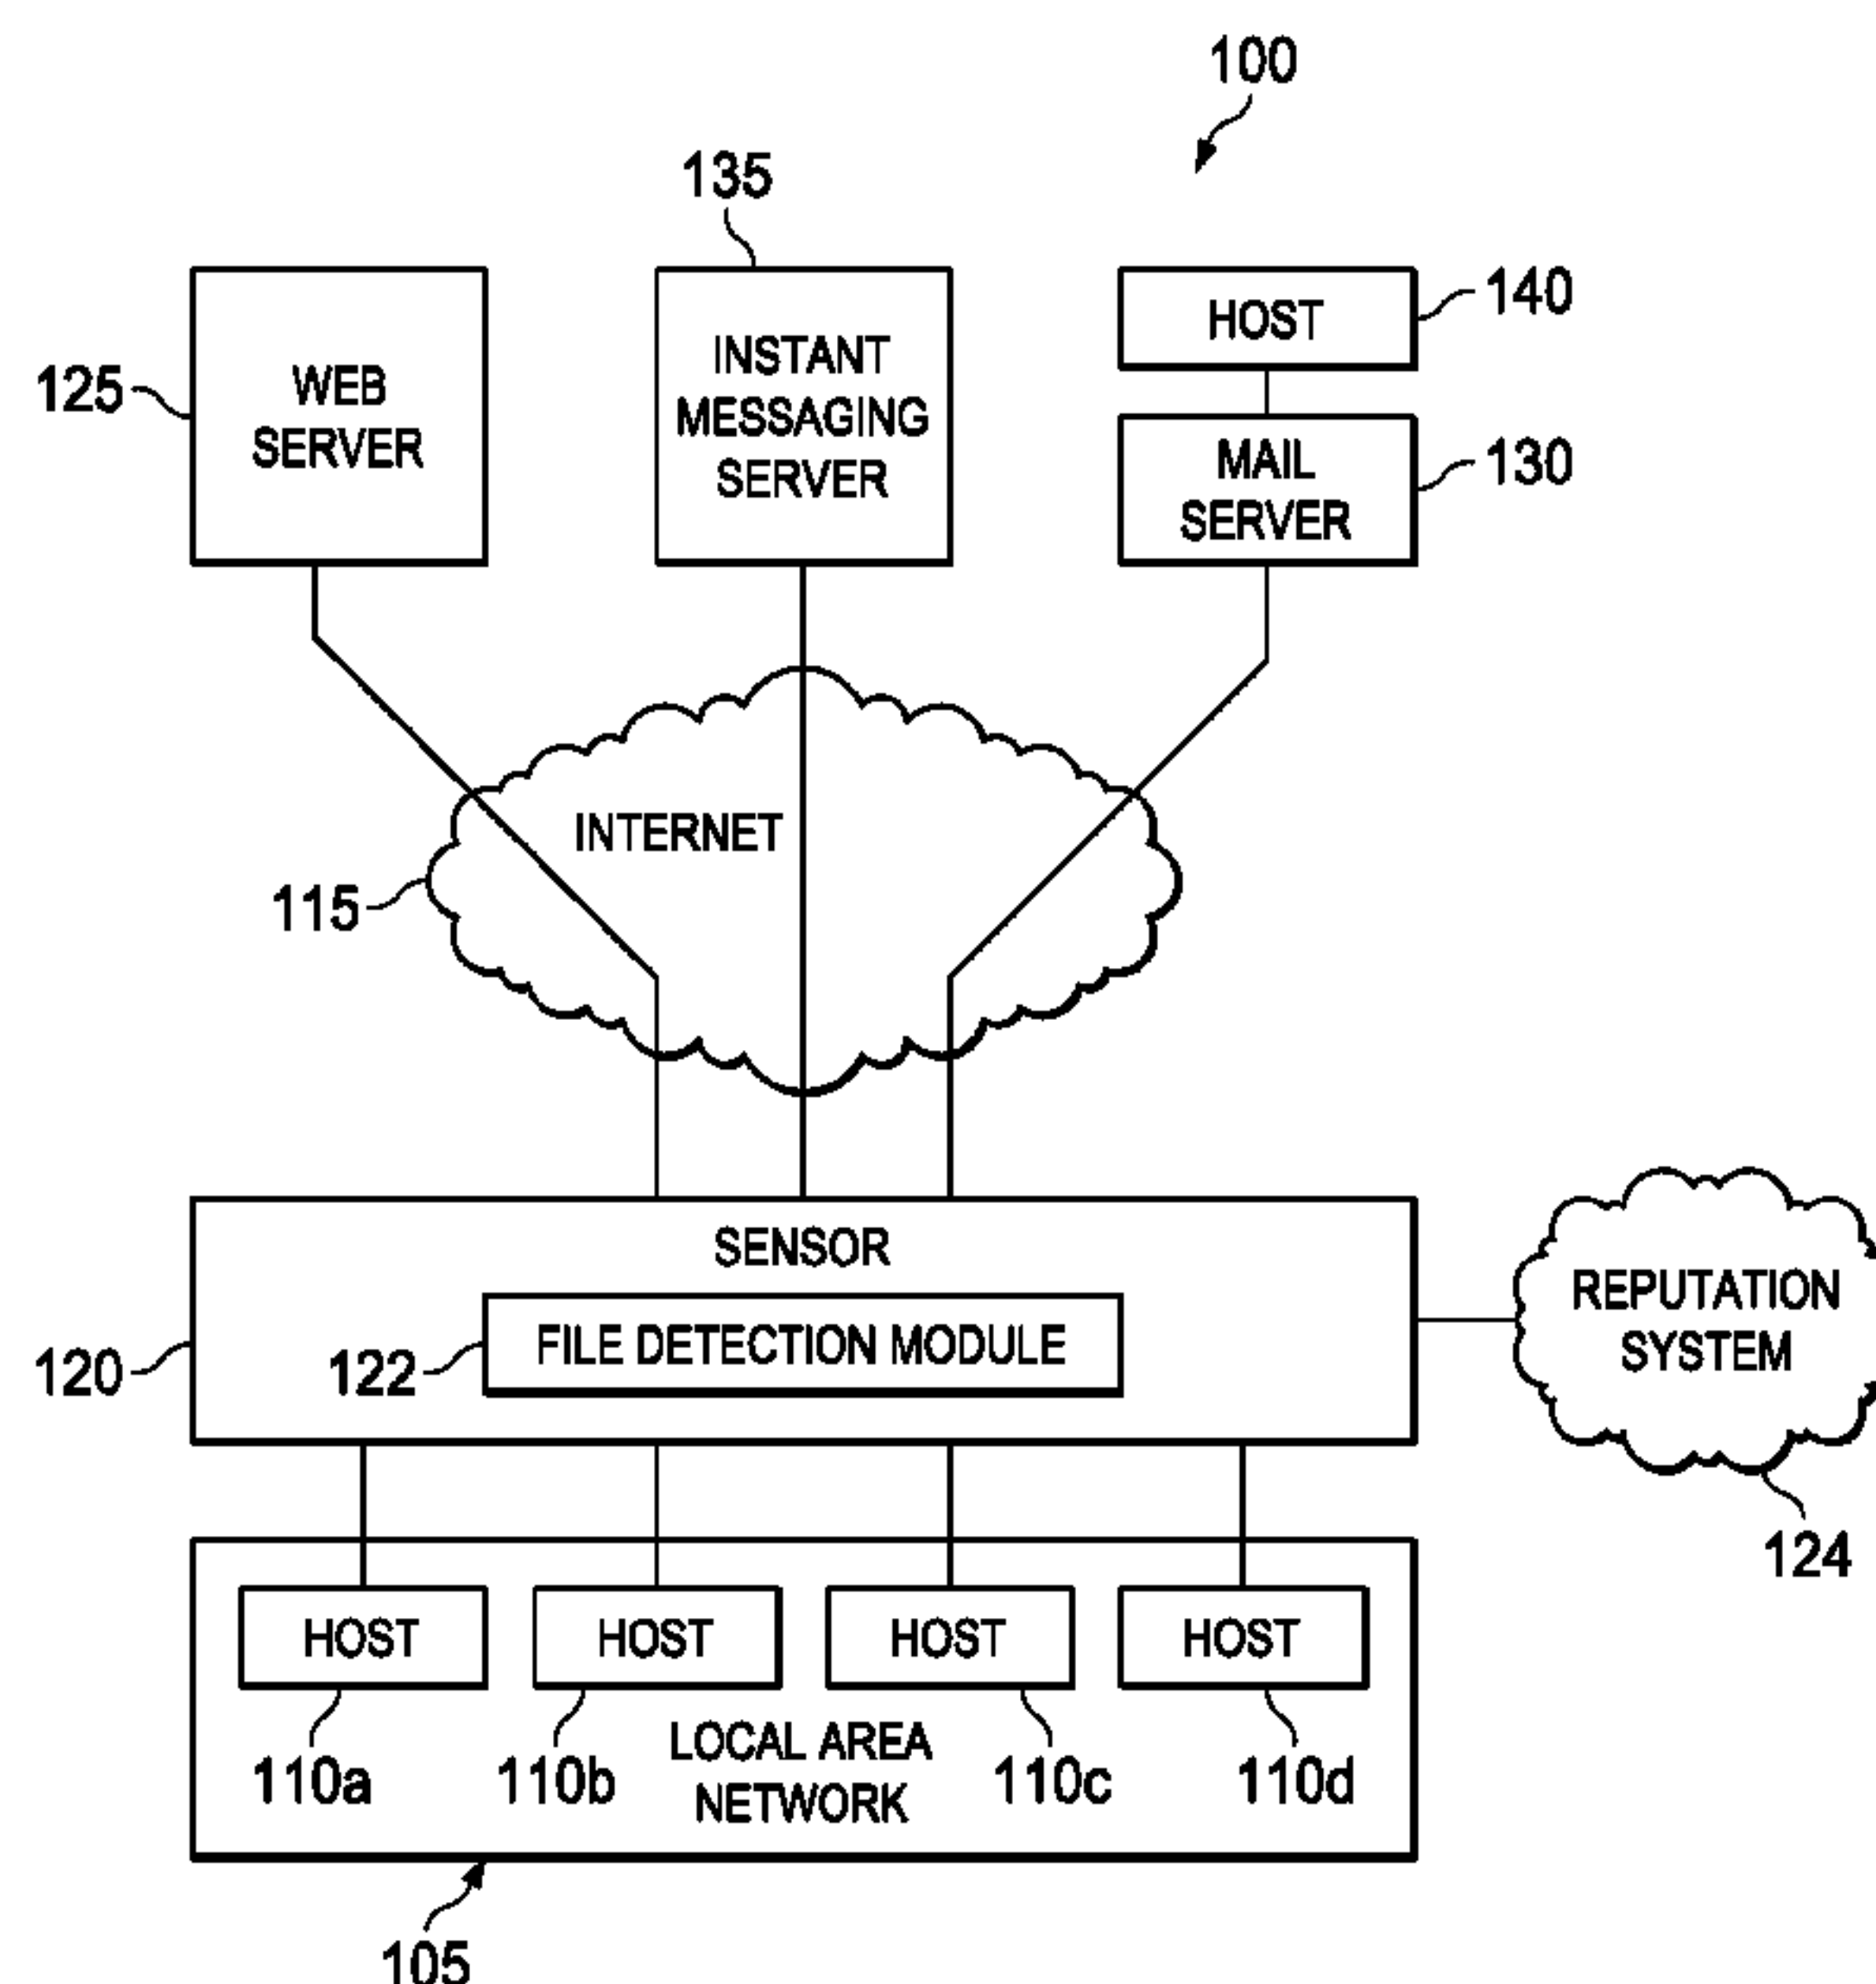 100
135
HOST
140
WEB
SERVER
125
INSTANT
MESSAGING
SERVER
MAIL
SERVER
130
INTERNET
115
SENSOR
FILE DETECTION MODULE
120
122
REPUTATION
SYSTEM
124
HOST
HOST
HOST
HOST
110a
110b
LOCAL AREA
NETWORK
110c
110d
105